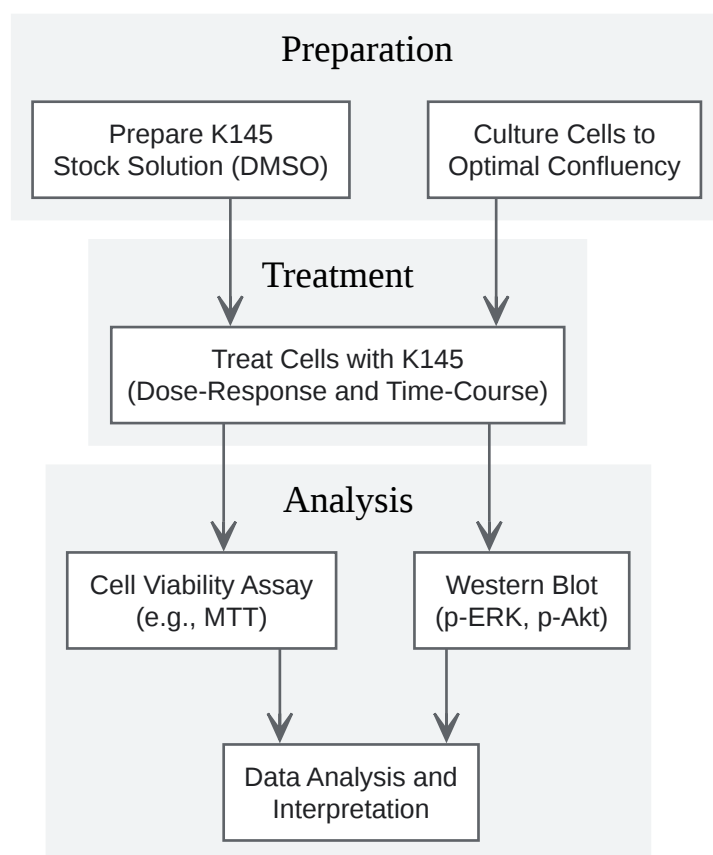 Preparation
Prepare K145
Stock Solution (DMSO)
Culture Cells to
Optimal Confluency
Treatment
Treat Cells with K145
(Dose-Response and Time-Course)
Analysis
Cell Viability Assay
(e.g., MTT)
Western Blot
(p-ERK, p-Akt)
Data Analysis and
Interpretation